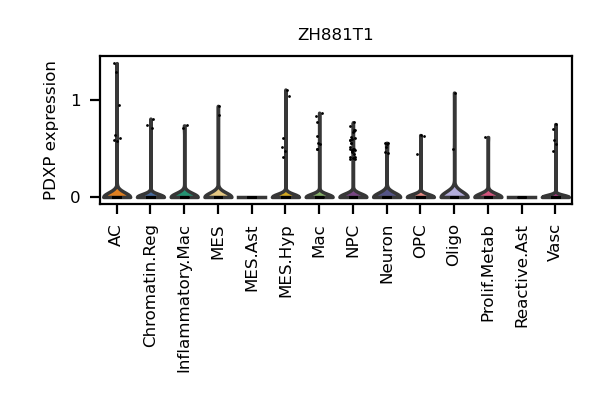 ZH881T1
PDXP expression
1
0
AC
Chromatin.Reg
Inflammatory.Mac
MES
MES.Ast
MES.Hyp
Mac
NPC
Neuron
OPC
Oligo
Prolif.Metab
Reactive.Ast
Vasc